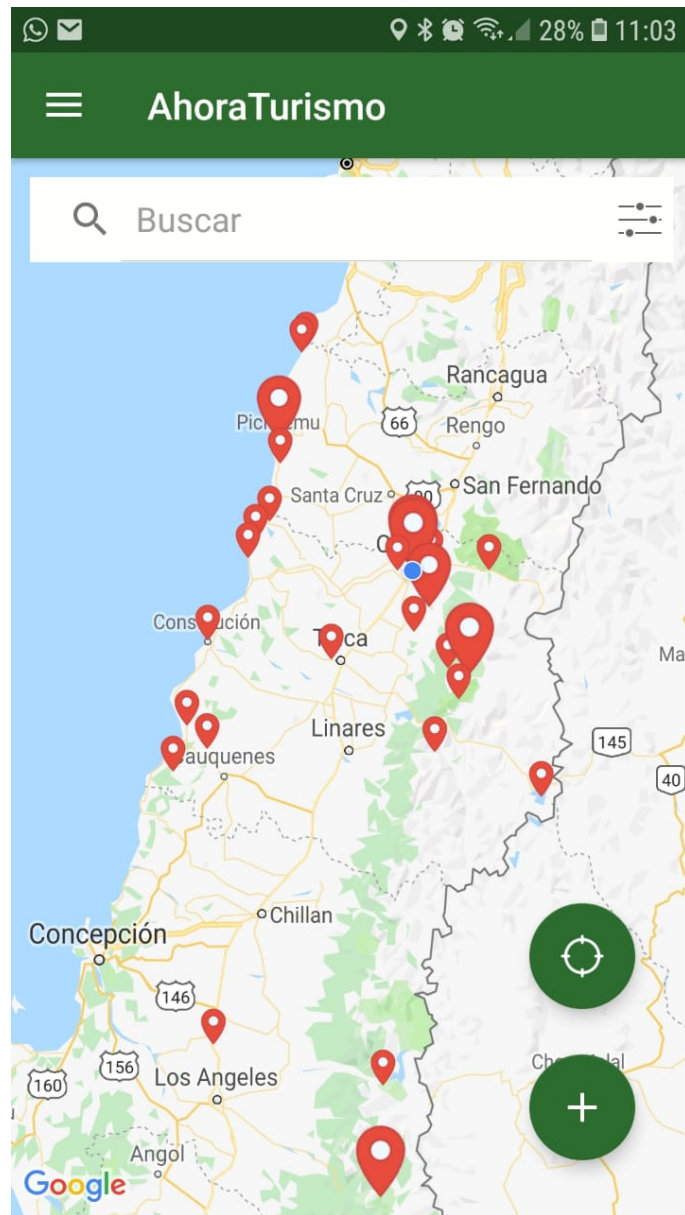 28% 11:03
AhoraTurismo
Buscar
Rancagua
66
Rengo
Santa Cruz
San Fernando
Linares
145
40
Chillan
Concepción
146
156
160
Los Angeles
Angol
Google